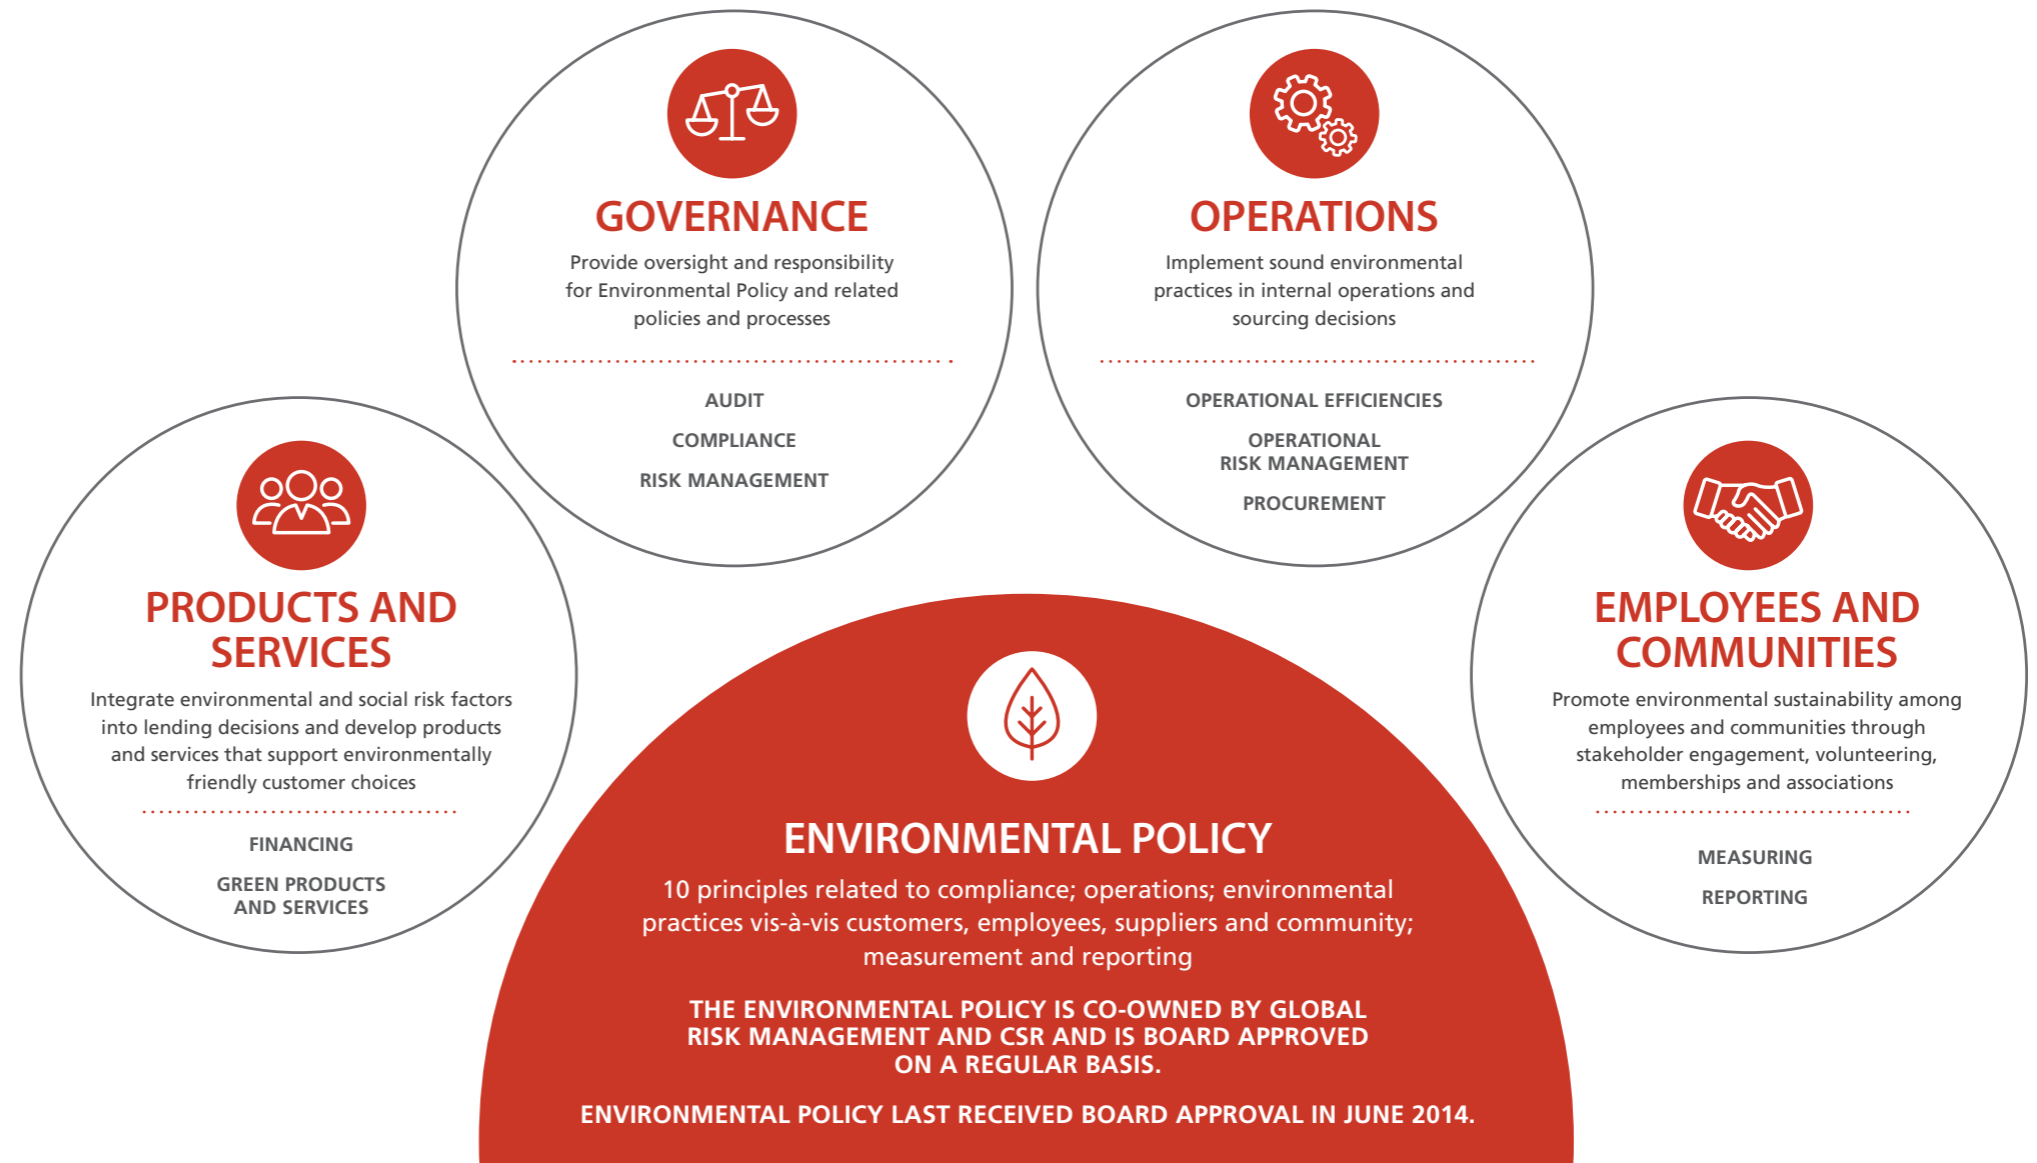 GOVERNANCE
Provide oversight and responsibility
for Environmental Policy and related
policies and processes
AUDIT
COMPLIANCE
RISK MANAGEMENT
OPERATIONS
Implement sound environmental
practices in internal operations and
sourcing decisions
OPERATIONAL EFFICIENCIES
OPERATIONAL
RISK MANAGEMENT
PROCUREMENT
PRODUCTS AND
SERVICES
Integrate environmental and social risk factors
into lending decisions and develop products
and services that support environmentally
friendly customer choices
FINANCING
GREEN PRODUCTS
AND SERVICES
EMPLOYEES AND
COMMUNITIES
Promote environmental sustainability among
employees and communities through
stakeholder engagement, volunteering,
memberships and associations
MEASURING
REPORTING
ENVIRONMENTAL POLICY
10 principles related to compliance; operations; environmental
practices vis-à-vis customers, employees, suppliers and community;
measurement and reporting
THE ENVIRONMENTAL POLICY IS CO-OWNED BY GLOBAL
RISK MANAGEMENT AND CSR AND IS BOARD APPROVED
ON A REGULAR BASIS.
ENVIRONMENTAL POLICY LAST RECEIVED BOARD APPROVAL IN JUNE 2014.